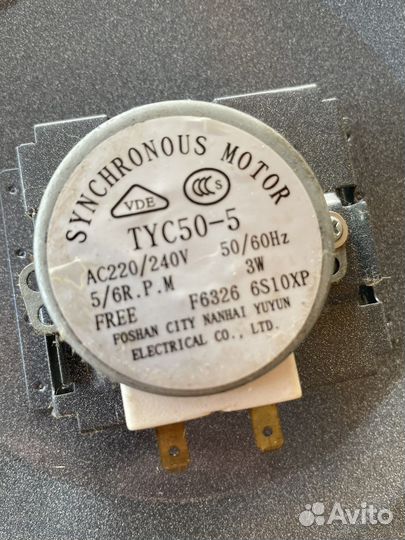 SYNCHRONOUS MOTOR
VDE
CCC S
TYC50-5
AC220/240V 50/60Hz
5/6R.P.M 3W
FREE F6326 6S10XP
FOSHAN CITY NANHAI YUYUN
ELECTRICAL CO., LTD.
Avito